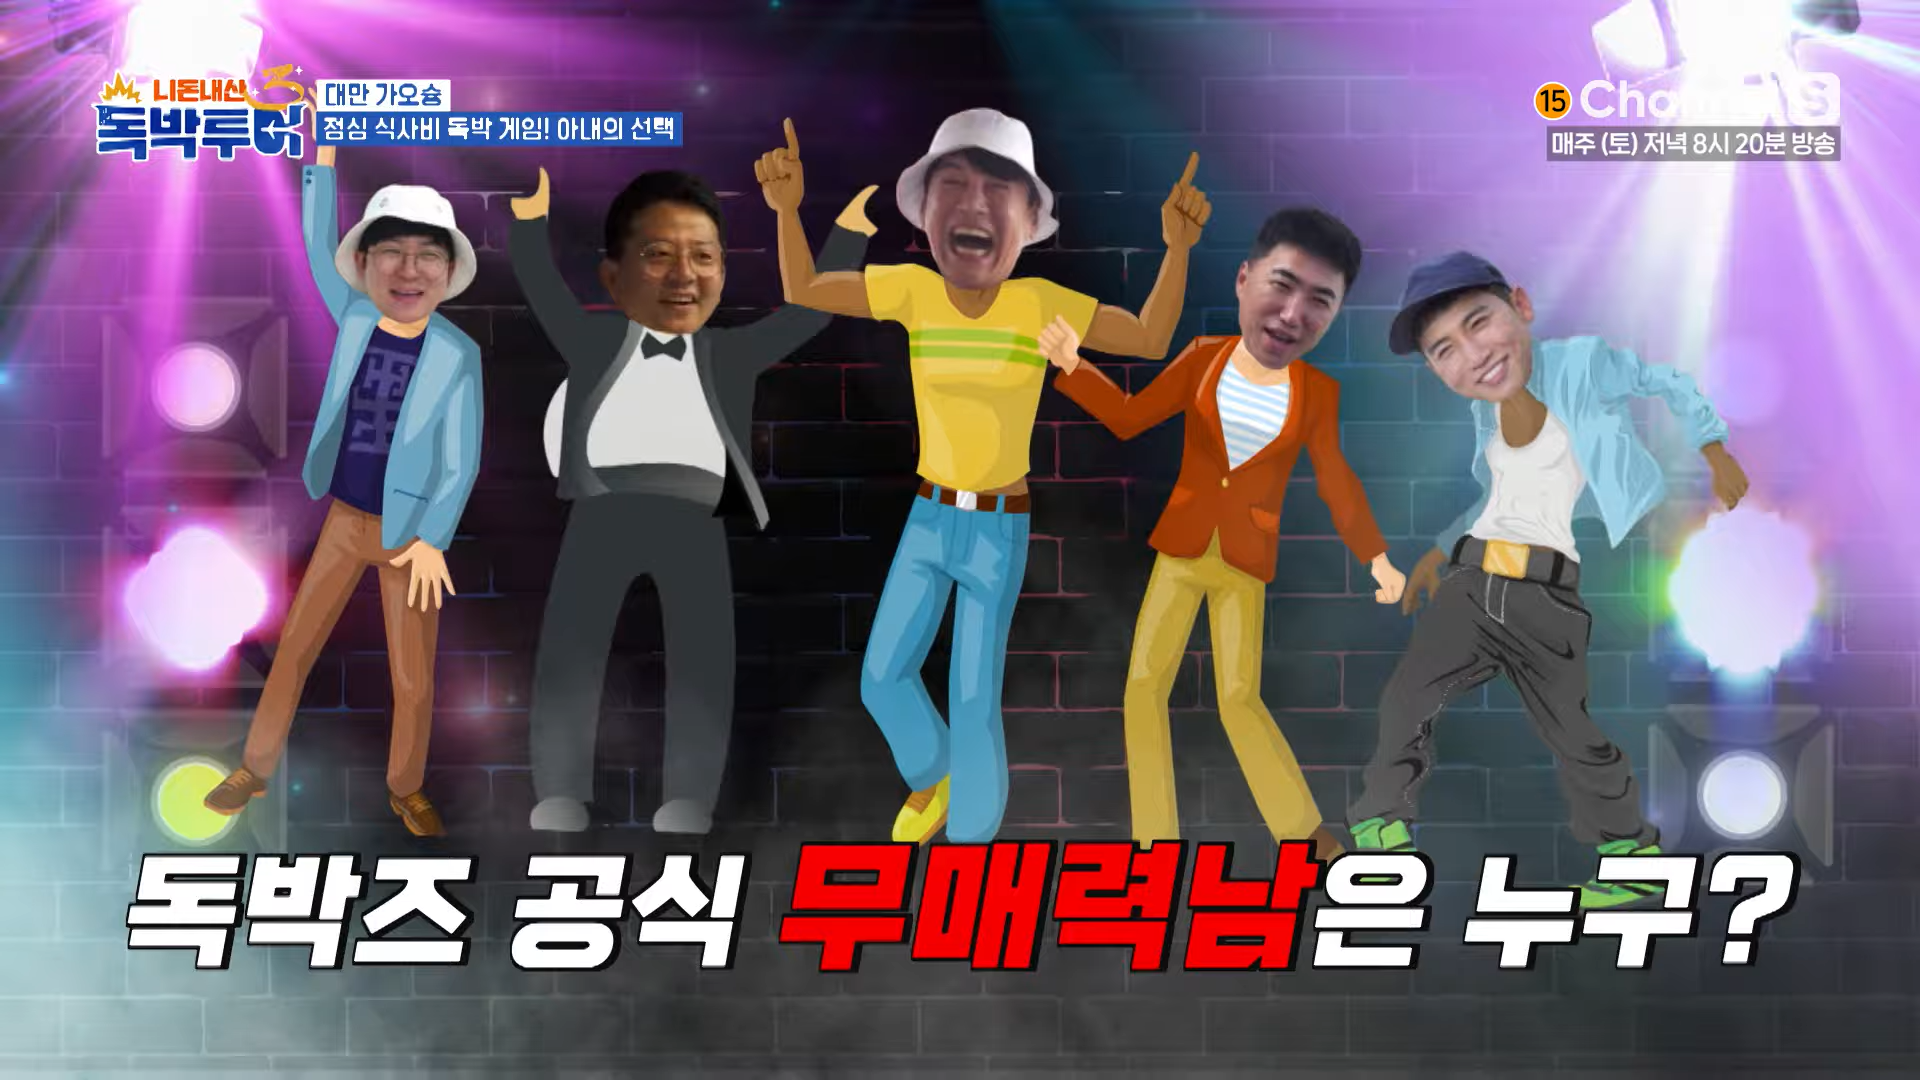 니돈내산
독박투어3
대만 가오슝
점심 식사비 독박 게임! 아내의 선택
15 Channel S
매주 (토) 저녁 8시 20분 방송
독박즈 공식 무매력남은 누구?